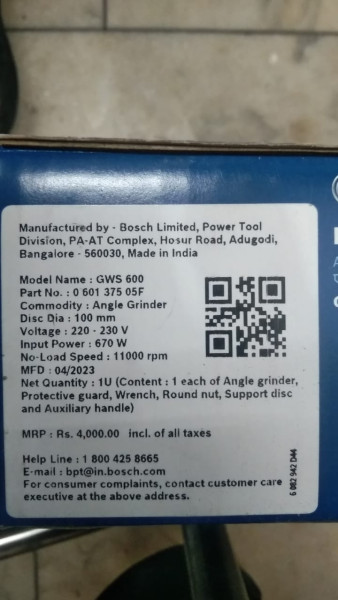 Manufactured by - Bosch Limited, Power Tool
Division, PA-AT Complex, Hosur Road, Adugodi,
Bangalore - 560030, Made in India
Model Name : GWS 600
Part No. : 0 601 375 05F
Commodity : Angle Grinder
Disc Dia : 100 mm
Voltage : 220 - 230 V
Input Power : 670 W
No-Load Speed : 11000 rpm
MFD : 04/2023
Net Quantity : 1U (Content : 1 each of Angle grinder,
Protective guard, Wrench, Round nut, Support disc
and Auxiliary handle)
MRP : Rs. 4,000.00 incl. of all taxes
Help Line : 1 800 425 8665
E-mail : bpt@in.bosch.com
For consumer complaints, contact customer care
executive at the above address.
6 082 942 D44